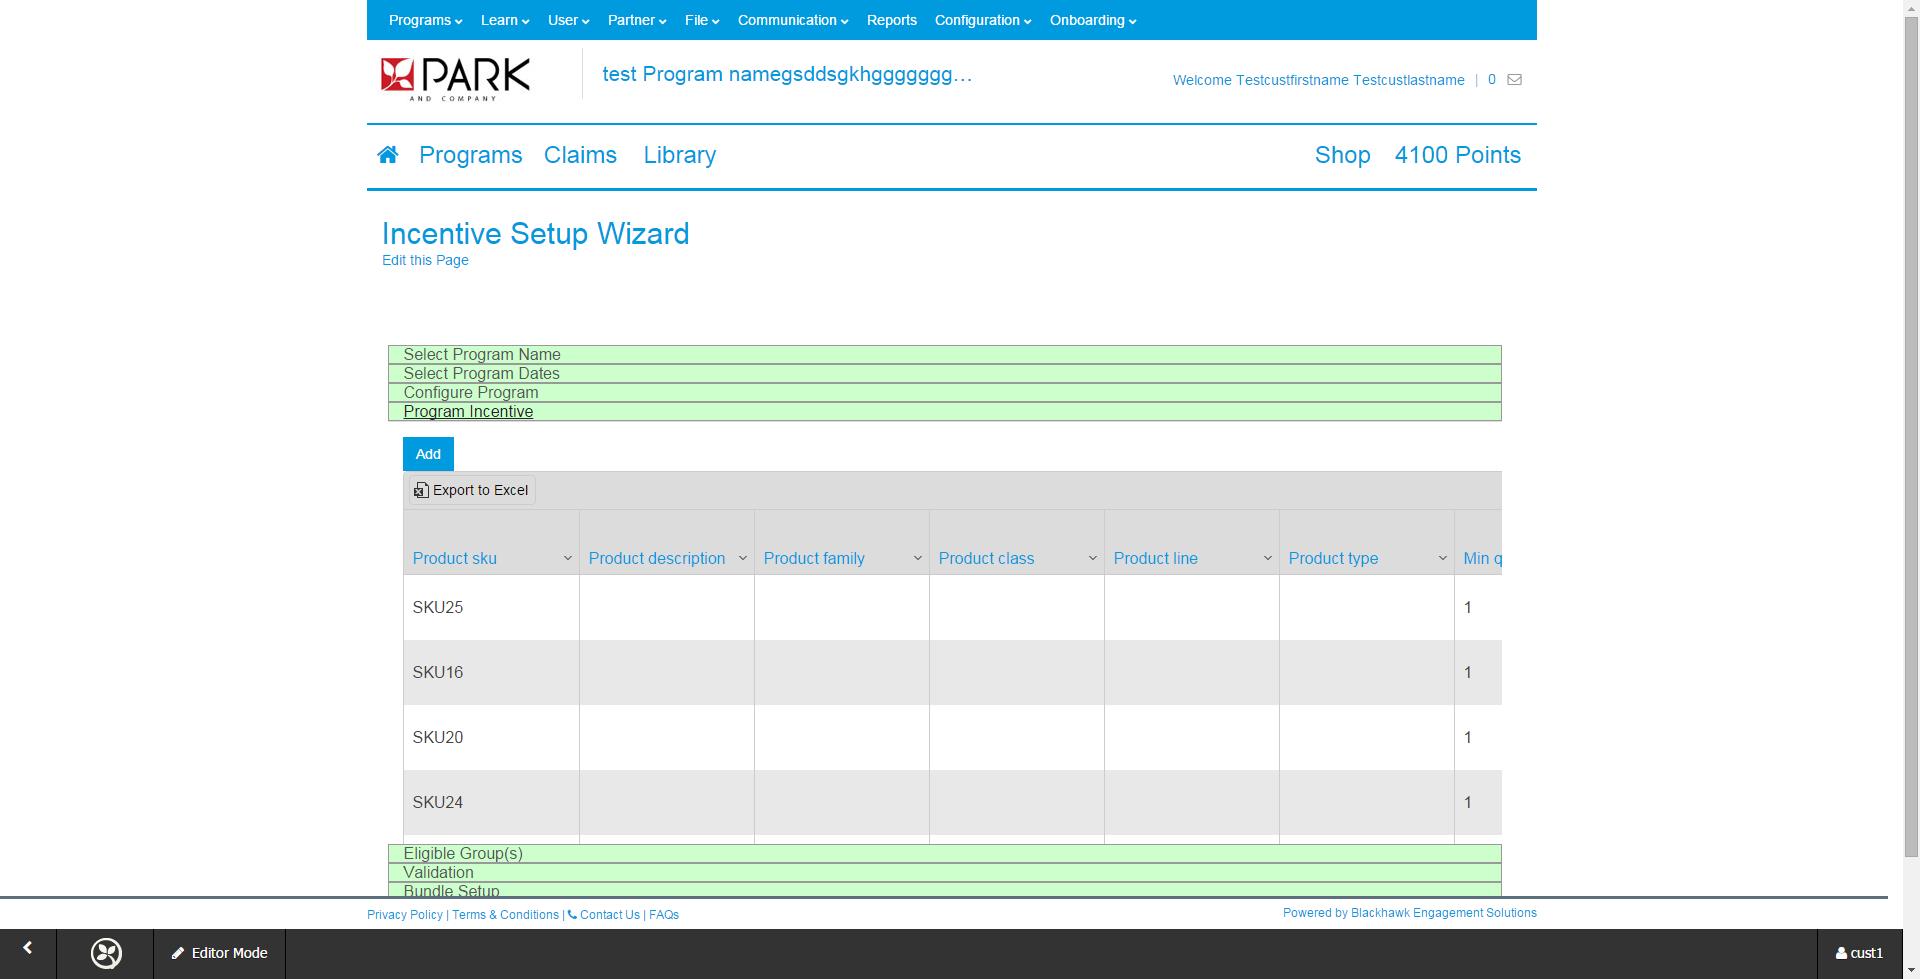 Programs Learn User Partner File Communication Reports Configuration Onboarding
PARK
AND COMPANY
test Program namegsddsgkhggggggg...
Welcome Testcustfirstname Testcustlastname | 0
Programs Claims Library Shop 4100 Points
Incentive Setup Wizard
Edit this Page
Select Program Name
Select Program Dates
Configure Program
Program Incentive
Add
Export to Excel
Product sku Product description Product family Product class Product line Product type Min q
SKU25 1
SKU16 1
SKU20 1
SKU24 1
Eligible Group(s)
Validation
Bundle Setup
Privacy Policy | Terms & Conditions | Contact Us | FAQs
Powered by Blackhawk Engagement Solutions
Editor Mode cust1